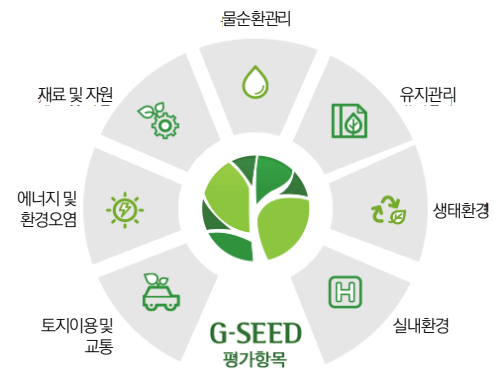 물순환관리
재료 및 자원
유지관리
에너지 및
환경오염
생태환경
토지이용 및
교통
실내환경
H
G-SEED
평가항목